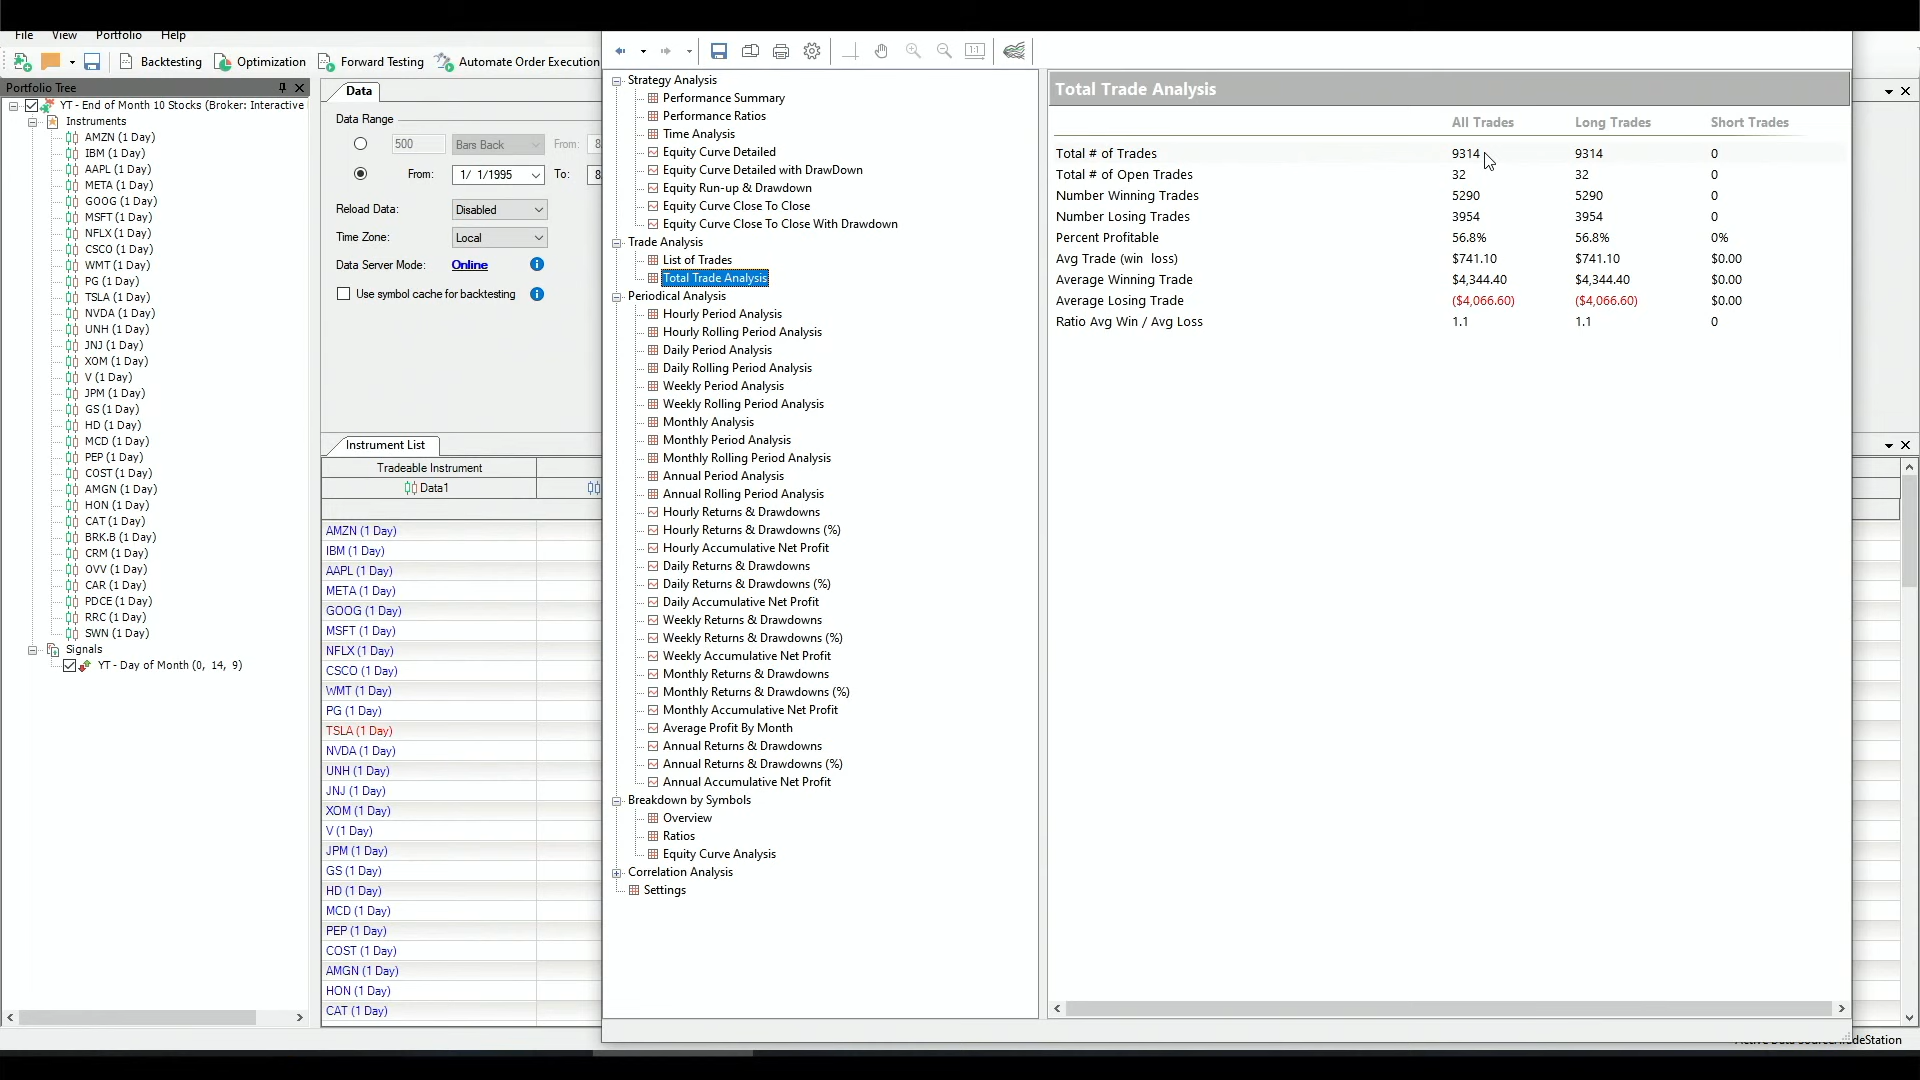 File View Portfolio Help
Backtesting Optimization Forward Testing Automate Order Execution
Portfolio Tree
YT - End of Month 10 Stocks (Broker: Interactive
Instruments
AMZN (1 Day)
IBM (1 Day)
AAPL (1 Day)
META (1 Day)
GOOG (1 Day)
MSFT (1 Day)
NFLX (1 Day)
CSCO (1 Day)
WMT (1 Day)
PG (1 Day)
TSLA (1 Day)
NVDA (1 Day)
UNH (1 Day)
JNJ (1 Day)
XOM (1 Day)
V (1 Day)
JPM (1 Day)
GS (1 Day)
HD (1 Day)
MCD (1 Day)
PEP (1 Day)
COST (1 Day)
AMGN (1 Day)
HON (1 Day)
CAT (1 Day)
BRK.B (1 Day)
CRM (1 Day)
OVV (1 Day)
CAR (1 Day)
PDCE (1 Day)
RRC (1 Day)
SWN (1 Day)
Signals
YT - Day of Month (0, 14, 9)
Data
Data Range
500 Bars Back From: 8
From: 1/ 1/1995 To: 8
Reload Data: Disabled
Time Zone: Local
Data Server Mode: Online
Use symbol cache for backtesting
Instrument List
Tradeable Instrument
Data1
AMZN (1 Day)
IBM (1 Day)
AAPL (1 Day)
META (1 Day)
GOOG (1 Day)
MSFT (1 Day)
NFLX (1 Day)
CSCO (1 Day)
WMT (1 Day)
PG (1 Day)
TSLA (1 Day)
NVDA (1 Day)
UNH (1 Day)
JNJ (1 Day)
XOM (1 Day)
V (1 Day)
JPM (1 Day)
GS (1 Day)
HD (1 Day)
MCD (1 Day)
PEP (1 Day)
COST (1 Day)
AMGN (1 Day)
HON (1 Day)
CAT (1 Day)
1:1
Strategy Analysis
Performance Summary
Performance Ratios
Time Analysis
Equity Curve Detailed
Equity Curve Detailed with DrawDown
Equity Run-up & Drawdown
Equity Curve Close To Close
Equity Curve Close To Close With Drawdown
Trade Analysis
List of Trades
Total Trade Analysis
Periodical Analysis
Hourly Period Analysis
Hourly Rolling Period Analysis
Daily Period Analysis
Daily Rolling Period Analysis
Weekly Period Analysis
Weekly Rolling Period Analysis
Monthly Analysis
Monthly Period Analysis
Monthly Rolling Period Analysis
Annual Period Analysis
Annual Rolling Period Analysis
Hourly Returns & Drawdowns
Hourly Returns & Drawdowns (%)
Hourly Accumulative Net Profit
Daily Returns & Drawdowns
Daily Returns & Drawdowns (%)
Daily Accumulative Net Profit
Weekly Returns & Drawdowns
Weekly Returns & Drawdowns (%)
Weekly Accumulative Net Profit
Monthly Returns & Drawdowns
Monthly Returns & Drawdowns (%)
Monthly Accumulative Net Profit
Average Profit By Month
Annual Returns & Drawdowns
Annual Returns & Drawdowns (%)
Annual Accumulative Net Profit
Breakdown by Symbols
Overview
Ratios
Equity Curve Analysis
Correlation Analysis
Settings
Total Trade Analysis
All Trades Long Trades Short Trades
Total # of Trades 9314 9314 0
Total # of Open Trades 32 32 0
Number Winning Trades 5290 5290 0
Number Losing Trades 3954 3954 0
Percent Profitable 56.8% 56.8% 0%
Avg Trade (win loss) $741.10 $741.10 $0.00
Average Winning Trade $4,344.40 $4,344.40 $0.00
Average Losing Trade ($4,066.60) ($4,066.60) $0.00
Ratio Avg Win / Avg Loss 1.1 1.1 0